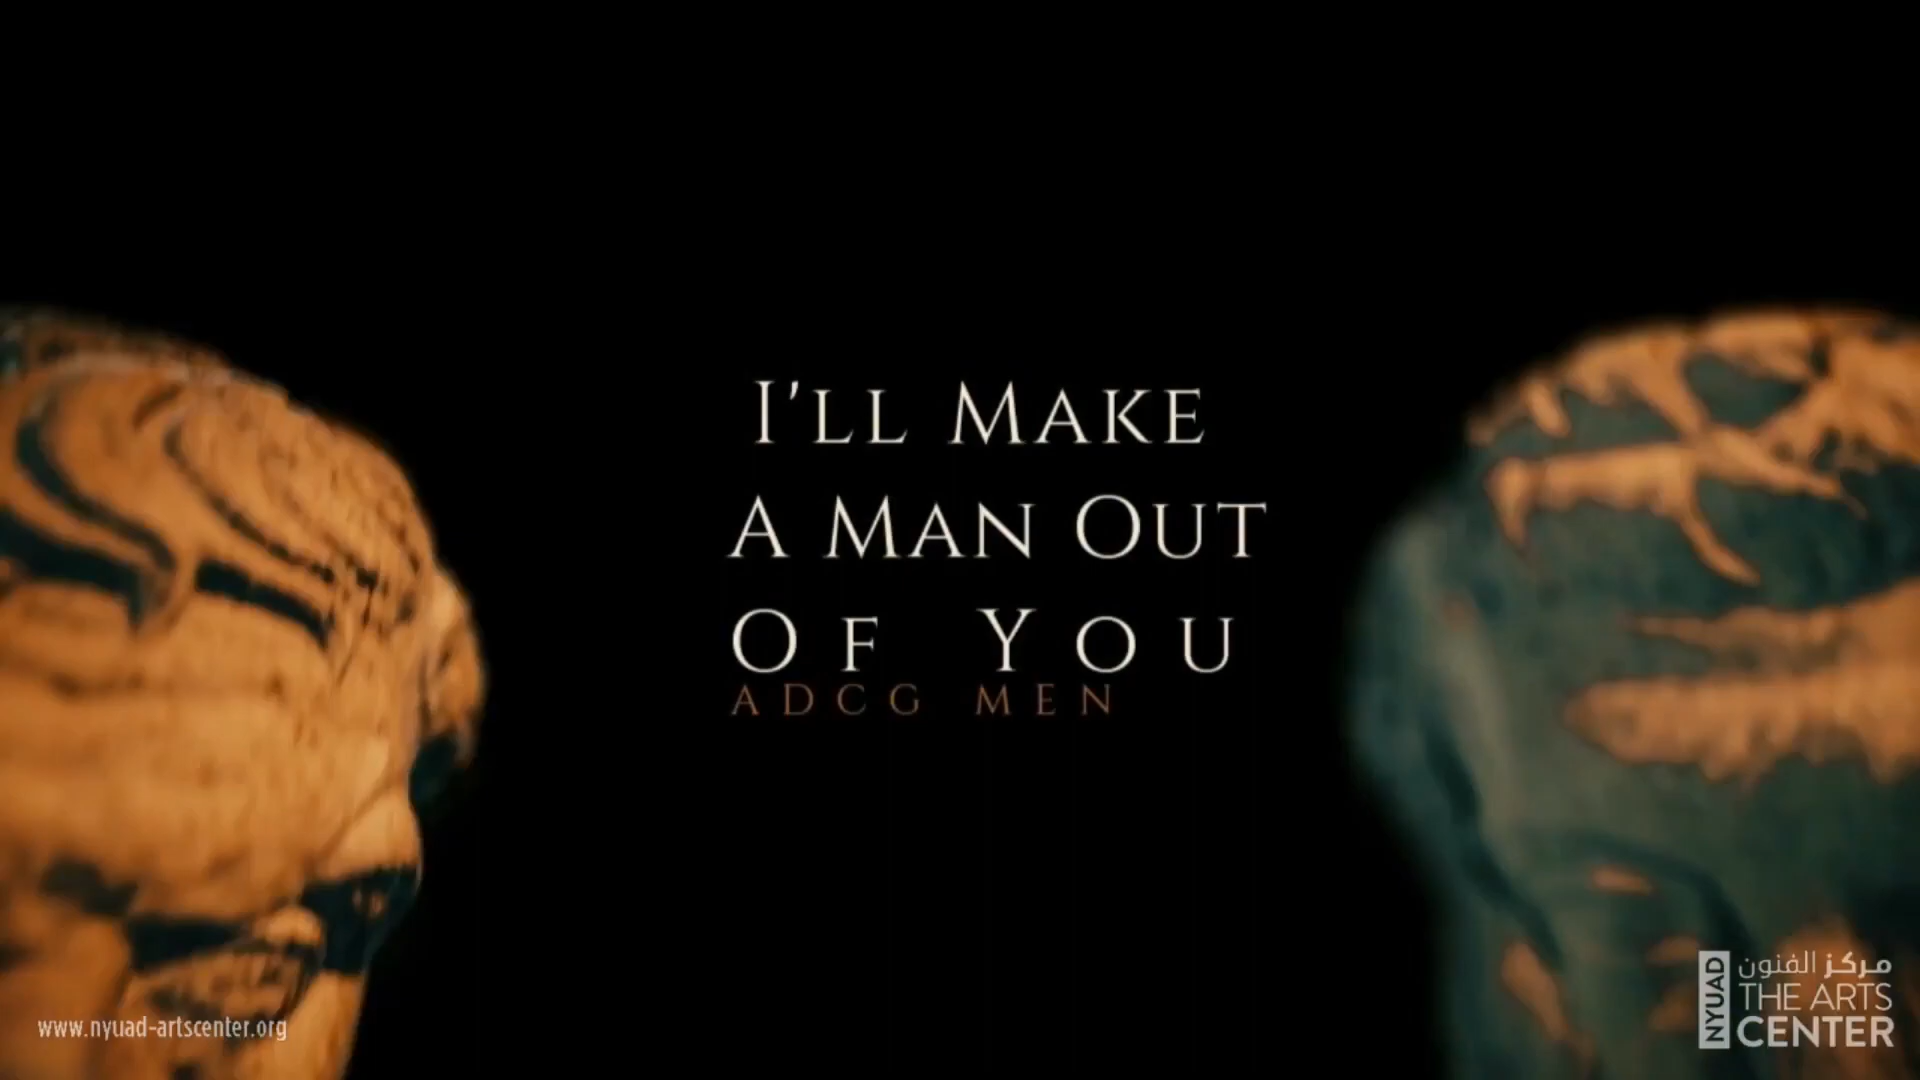 I'll Make
A Man Out
Of You
ADCG MEN
www.nyuad-artscenter.org
NYUAD
مركز الفنون
THE ARTS
CENTER